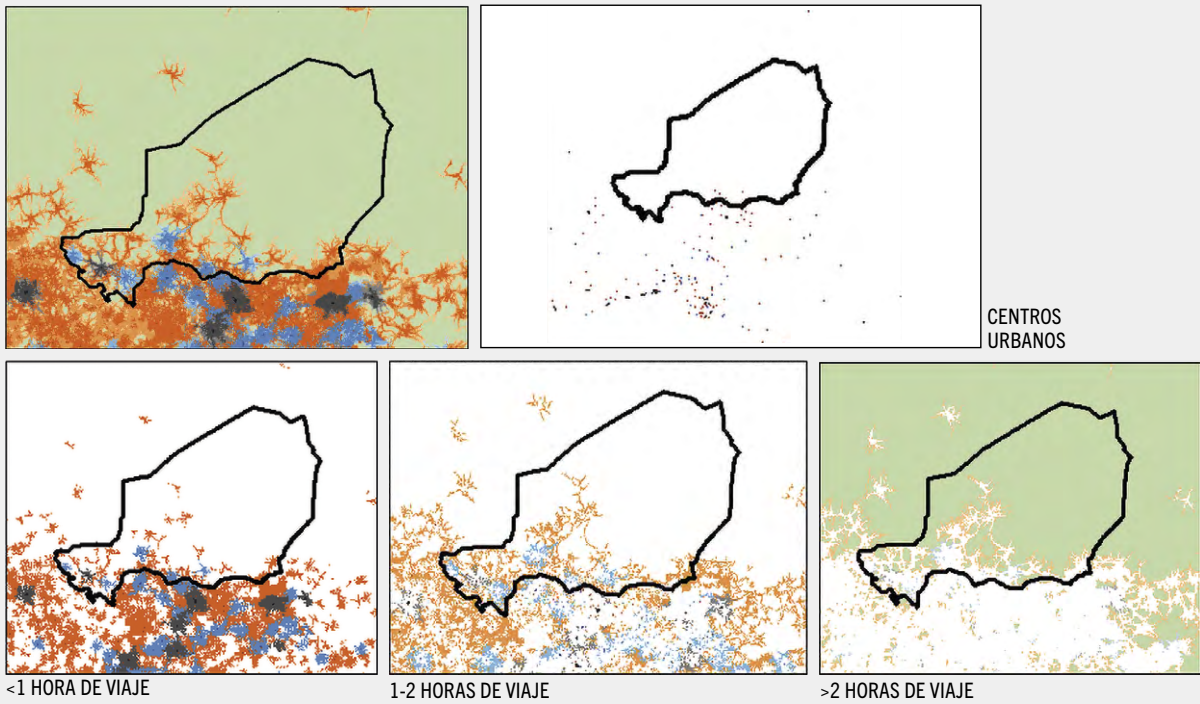 CENTROS
URBANOS
<1 HORA DE VIAJE
1-2 HORAS DE VIAJE
>2 HORAS DE VIAJE